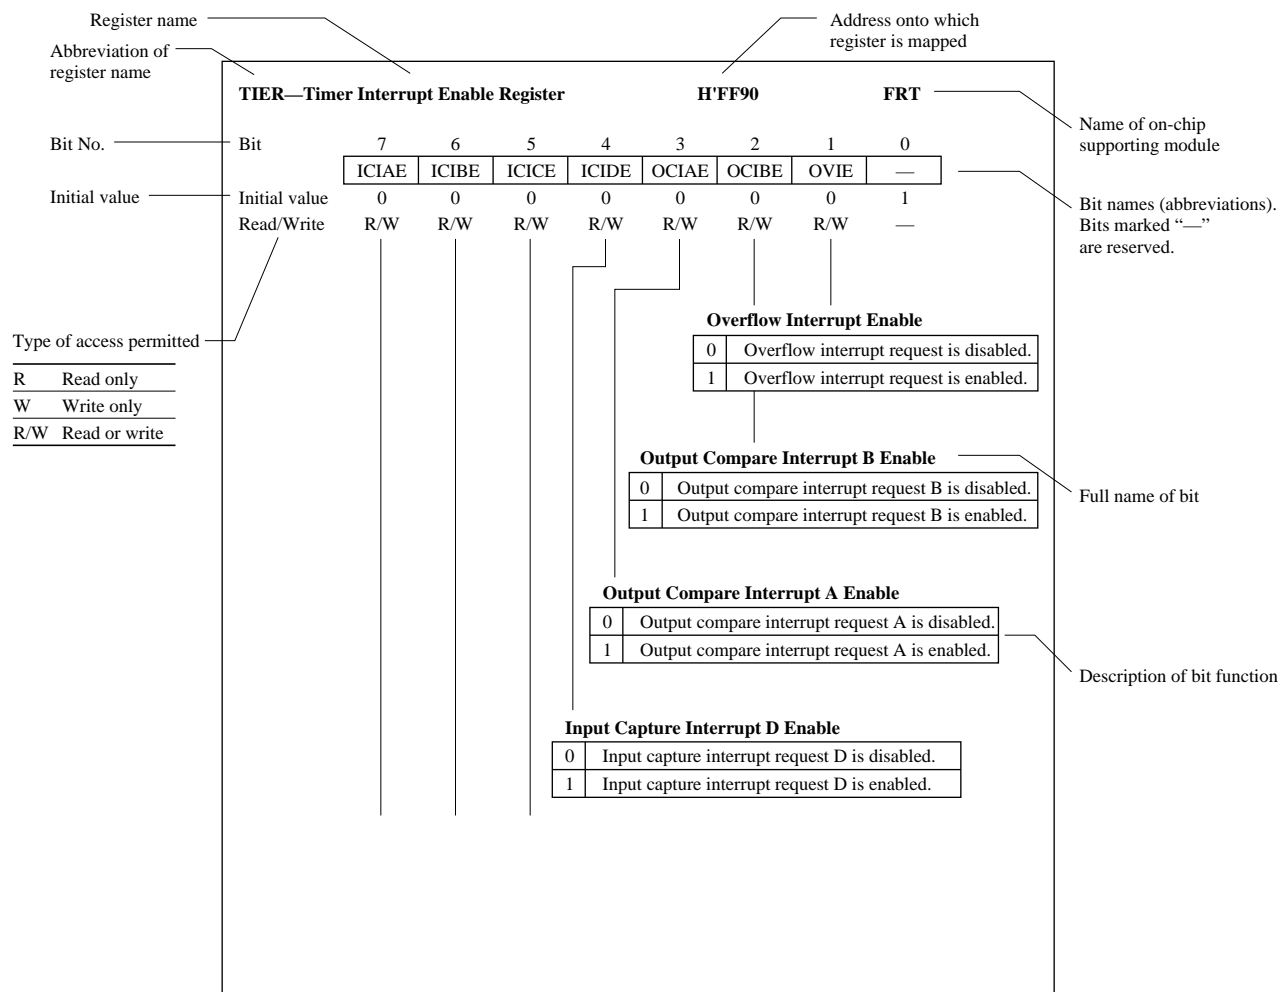 Register name
Address onto which
register is mapped
Abbreviation of
register name
TIER—Timer Interrupt Enable Register H'FF90 FRT
Name of on-chip
supporting module
Bit No. Bit 7 6 5 4 3 2 1 0
ICIAE ICIBE ICICE ICIDE OCIAE OCIBE OVIE —
Initial value Initial value 0 0 0 0 0 0 0 1
Read/Write R/W R/W R/W R/W R/W R/W R/W —
Bit names (abbreviations).
Bits marked “—”
are reserved.
Type of access permitted
R Read only
W Write only
R/W Read or write
Overflow Interrupt Enable
0 Overflow interrupt request is disabled.
1 Overflow interrupt request is enabled.
Output Compare Interrupt B Enable
0 Output compare interrupt request B is disabled.
1 Output compare interrupt request B is enabled.
Full name of bit
Output Compare Interrupt A Enable
0 Output compare interrupt request A is disabled.
1 Output compare interrupt request A is enabled.
Description of bit function
Input Capture Interrupt D Enable
0 Input capture interrupt request D is disabled.
1 Input capture interrupt request D is enabled.